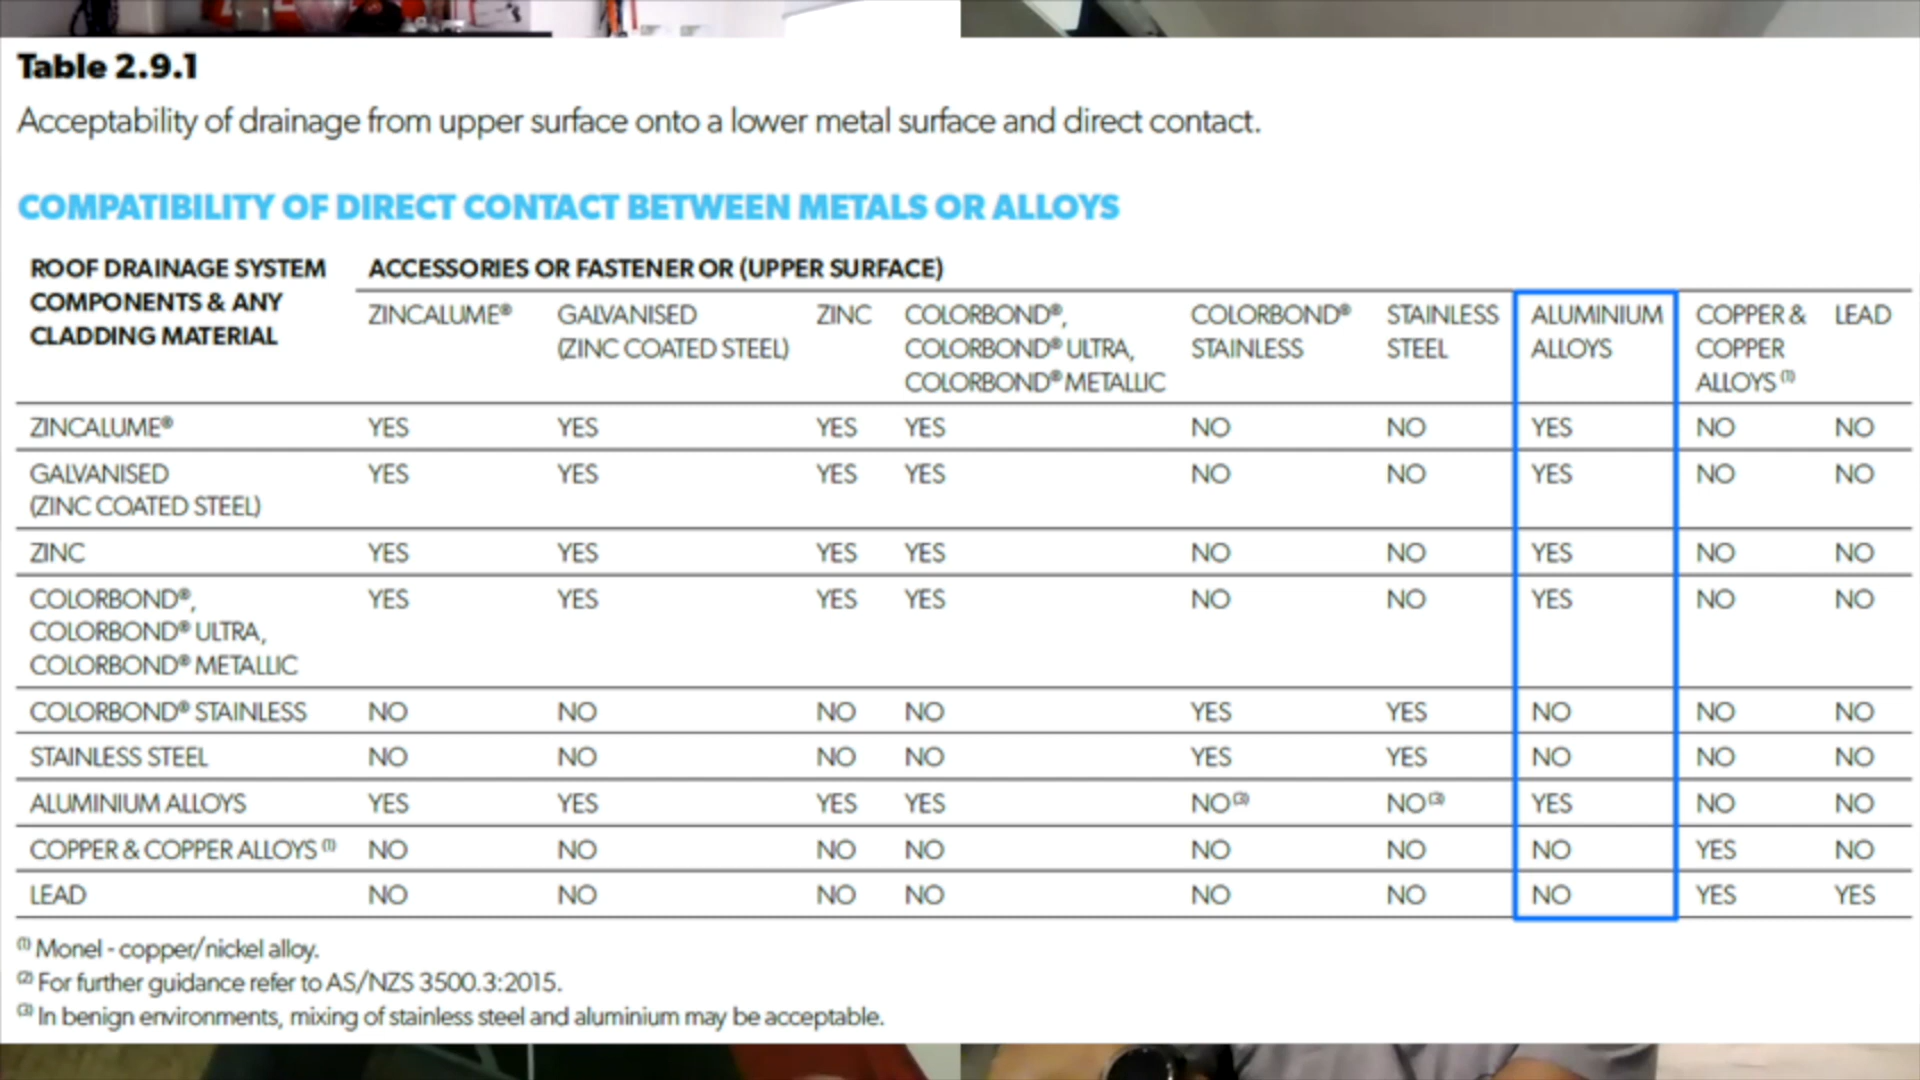 Table 2.9.1
Acceptability of drainage from upper surface onto a lower metal surface and direct contact.
COMPATIBILITY OF DIRECT CONTACT BETWEEN METALS OR ALLOYS
ROOF DRAINAGE SYSTEM COMPONENTS & ANY CLADDING MATERIAL
ACCESSORIES OR FASTENER OR (UPPER SURFACE)
ZINCALUME® GALVANISED (ZINC COATED STEEL) ZINC COLORBOND®, COLORBOND® ULTRA, COLORBOND® METALLIC COLORBOND® STAINLESS STAINLESS STEEL ALUMINIUM ALLOYS COPPER & COPPER ALLOYS (1) LEAD
ZINCALUME® YES YES YES YES NO NO YES NO NO
GALVANISED (ZINC COATED STEEL) YES YES YES YES NO NO YES NO NO
ZINC YES YES YES YES NO NO YES NO NO
COLORBOND®, COLORBOND® ULTRA, COLORBOND® METALLIC YES YES YES YES NO NO YES NO NO
COLORBOND® STAINLESS NO NO NO NO YES YES NO NO NO
STAINLESS STEEL NO NO NO NO YES YES NO NO NO
ALUMINIUM ALLOYS YES YES YES YES NO (3) NO (3) YES NO NO
COPPER & COPPER ALLOYS (1) NO NO NO NO NO NO NO YES NO
LEAD NO NO NO NO NO NO NO YES YES
(1) Monel - copper/nickel alloy.
(2) For further guidance refer to AS/NZS 3500.3:2015.
(3) In benign environments, mixing of stainless steel and aluminium may be acceptable.